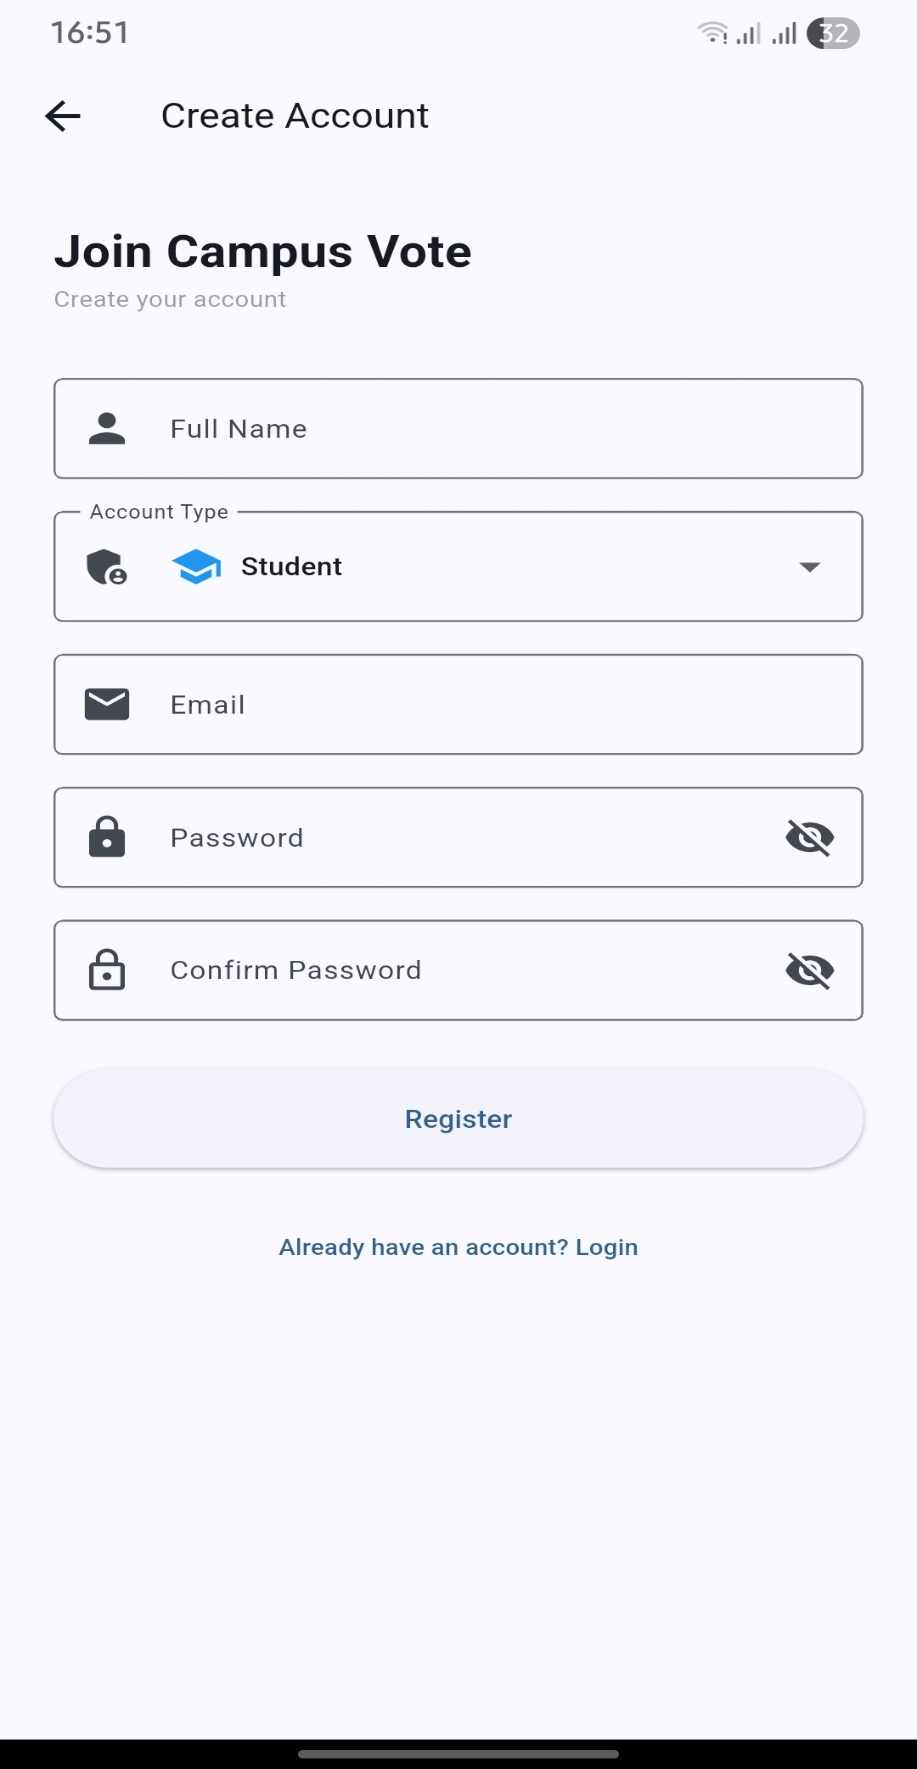 16:51
32
Create Account
Join Campus Vote
Create your account
Full Name
Account Type
Student
Email
Password
Confirm Password
Register
Already have an account? Login